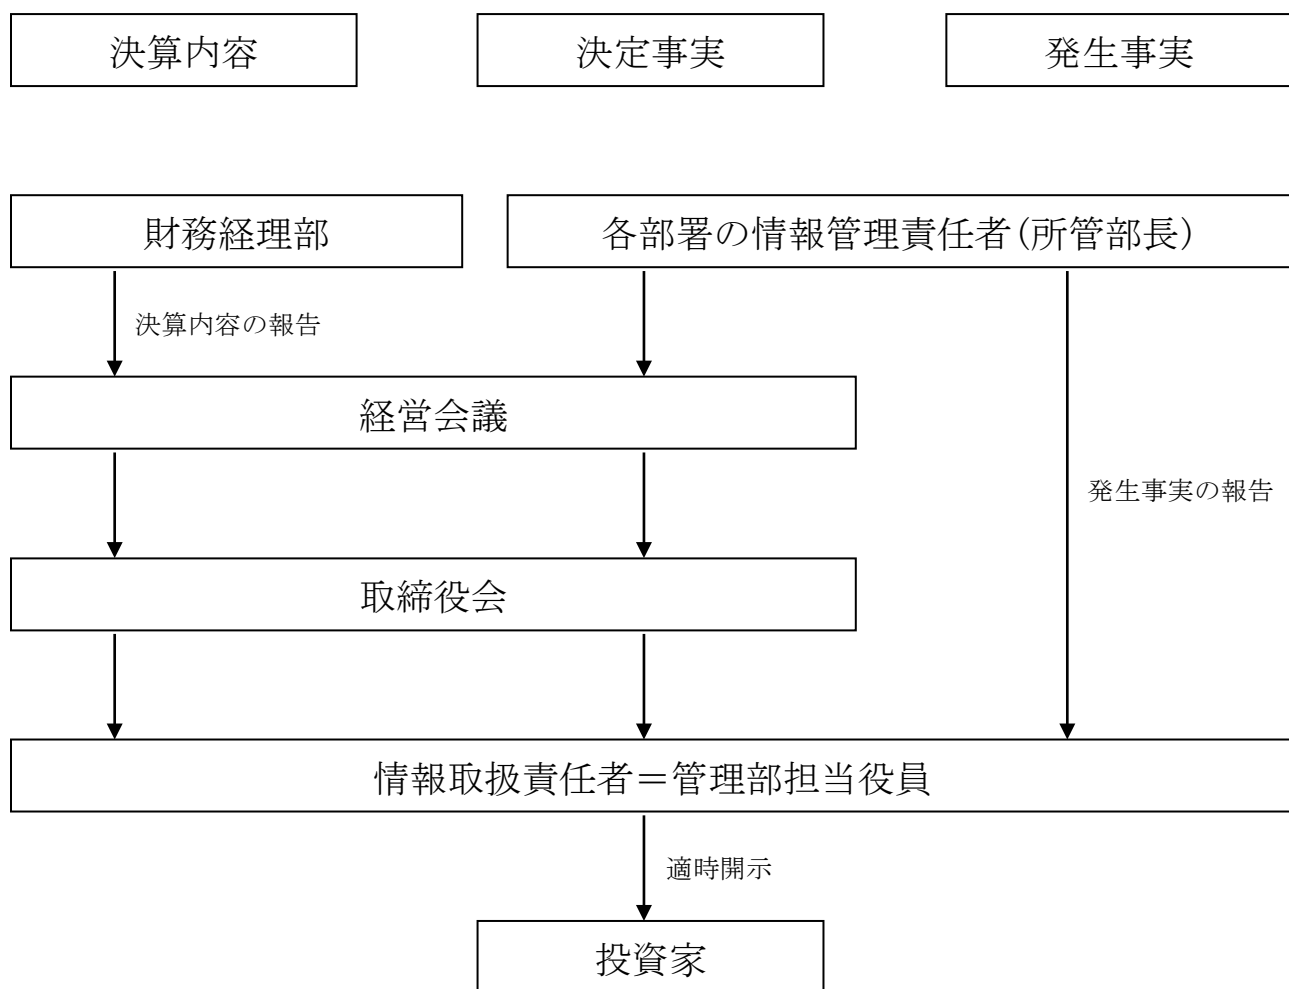 決算内容
決定事実
発生事実
財務経理部
各部署の情報管理責任者(所管部長)
決算内容の報告
経営会議
発生事実の報告
取締役会
情報取扱責任者＝管理部担当役員
適時開示
投資家